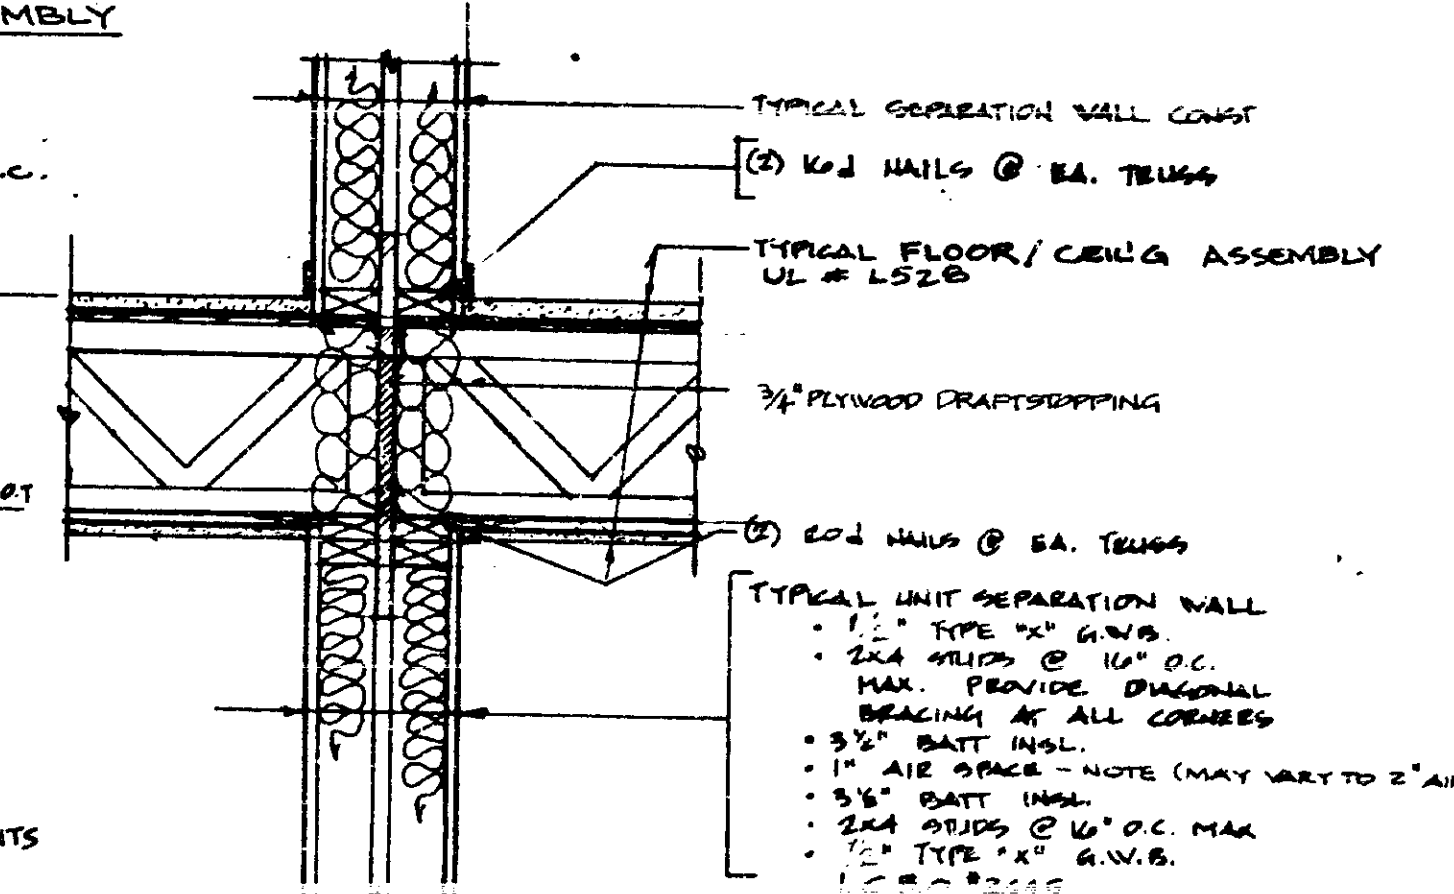 MBLY
.C.
TYPICAL SEPARATION WALL CONST
(2) 16d NAILS @ EA. TRUSS
TYPICAL FLOOR/CEIL'G ASSEMBLY
UL # L528
3/4" PLYWOOD DRAFTSTOPPING
(2) 20d NAILS @ EA. TRUSS
TYPICAL UNIT SEPARATION WALL
• 1/2" TYPE "X" G.W.B.
• 2X4 STUDS @ 16" O.C.
MAX. PROVIDE DIAGONAL
BRACING AT ALL CORNERS
• 3 1/2" BATT INSL.
• 1" AIR SPACE - NOTE (MAY VARY TO 2" AI
• 3 1/2" BATT INSL.
• 2X4 STUDS @ 16" O.C. MAX
• 1/2" TYPE "X" G.W.B.
ITS